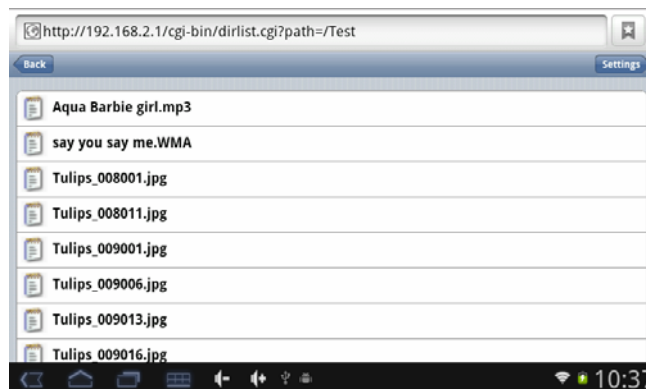 http://192.168.2.1/cgi-bin/dirlist.cgi?path=/Test
Back
Settings
Aqua Barbie girl.mp3
say you say me.WMA
Tulips_008001.jpg
Tulips_008011.jpg
Tulips_009001.jpg
Tulips_009006.jpg
Tulips_009013.jpg
Tulips_009016.jpg
10:37